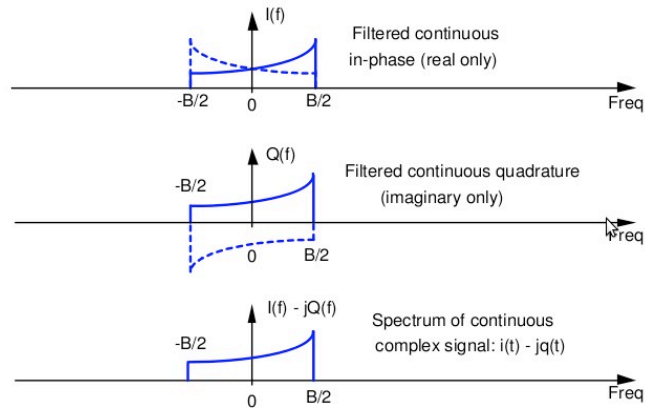 I(f)
Filtered continuous
in-phase (real only)
-B/2
0
B/2
Freq
Q(f)
-B/2
Filtered continuous quadrature
(imaginary only)
0
B/2
Freq
I(f) - jQ(f)
-B/2
Spectrum of continuous
complex signal: i(t) - jq(t)
0
B/2
Freq